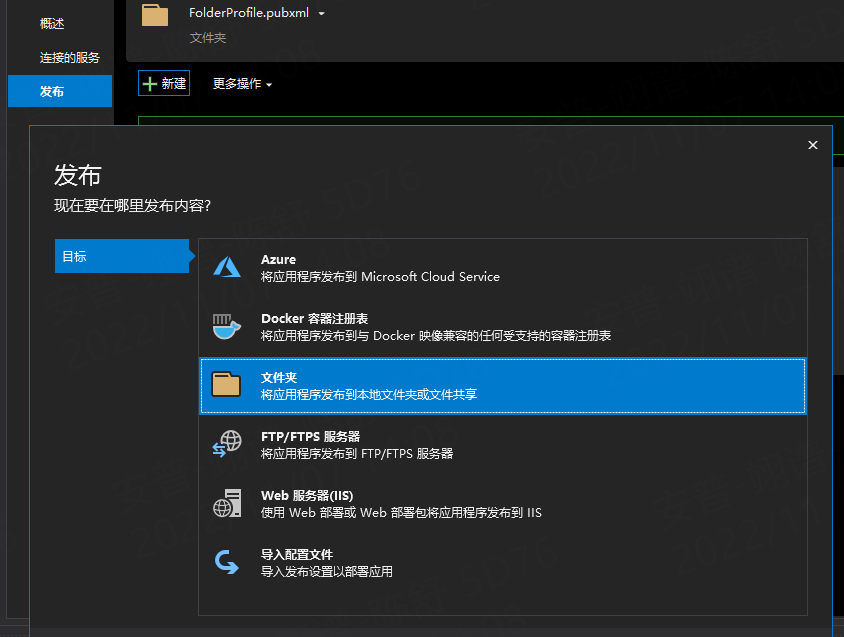 概述
FolderProfile.pubxml
文件夹
连接的服务
发布
新建
更多操作
发布
现在要在哪里发布内容?
目标
Azure
将应用程序发布到 Microsoft Cloud Service
Docker 容器注册表
将应用程序发布到与 Docker 映像兼容的任何受支持的容器注册表
文件夹
将应用程序发布到本地文件夹或文件共享
FTP/FTPS 服务器
将应用程序发布到 FTP/FTPS 服务器
Web 服务器(IIS)
使用 Web 部署或 Web 部署包将应用程序发布到 IIS
导入配置文件
导入发布设置以部署应用